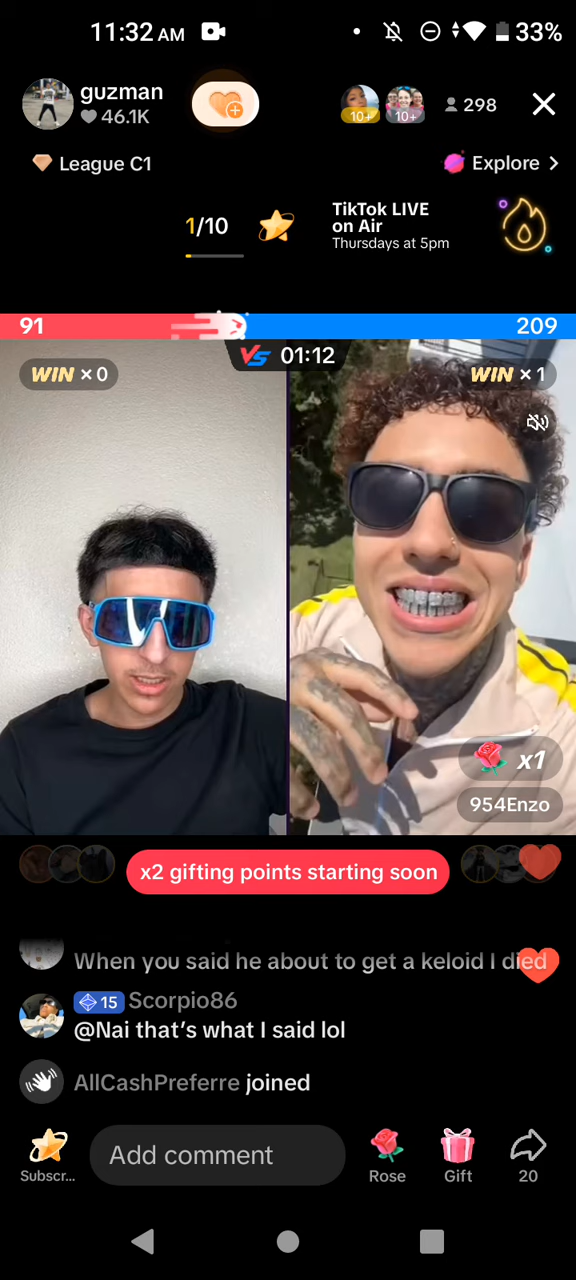 11:32 AM
33%
guzman
46.1K
10+
10+
298
League C1
Explore
1/10
TikTok LIVE
on Air
Thursdays at 5pm
91
209
VS 01:12
WIN × 0
WIN × 1
x1
954Enzo
x2 gifting points starting soon
When you said he about to get a keloid I died
15 Scorpio86
@Nai that's what I said lol
AllCashPreferre joined
Add comment
Subscr...
Rose
Gift
20